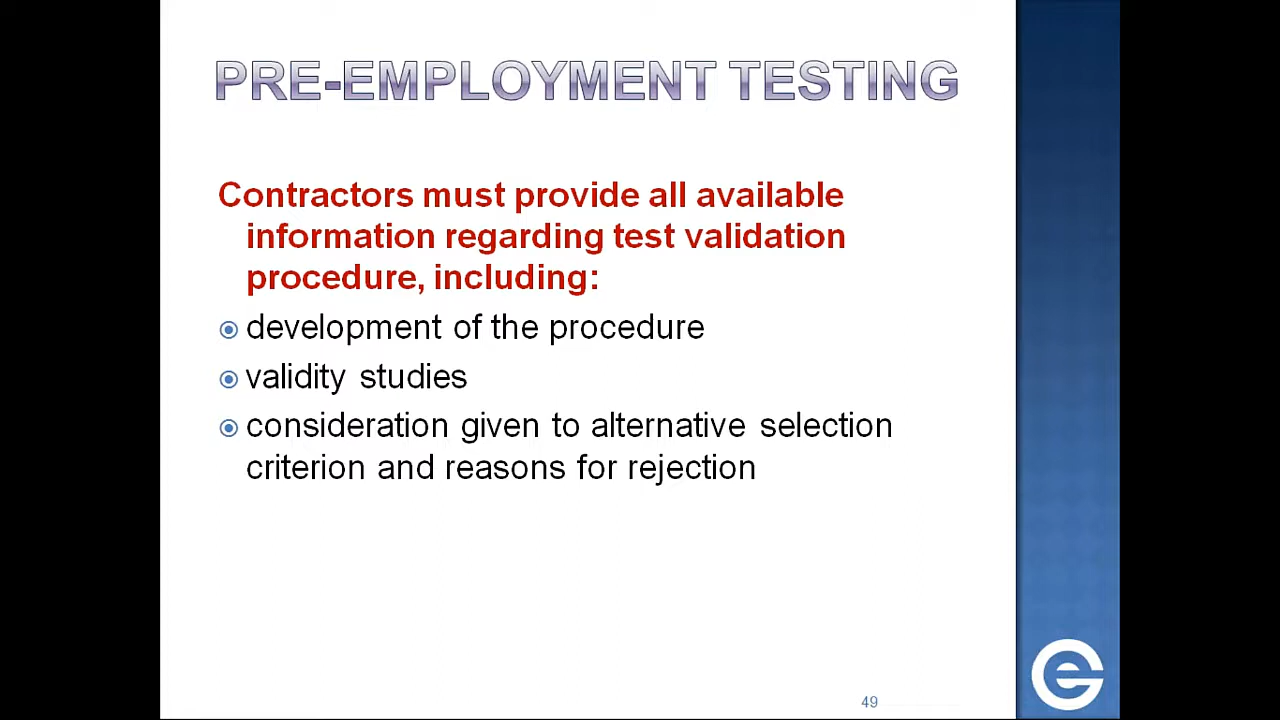 PRE-EMPLOYMENT TESTING
Contractors must provide all available
information regarding test validation
procedure, including:
development of the procedure
validity studies
consideration given to alternative selection
criterion and reasons for rejection
49